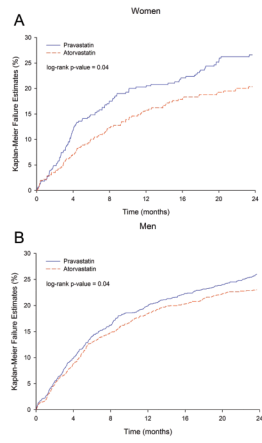 Women
A
30
Pravastatin
Atorvastatin
25
log-rank p-value = 0.04
20
15
10
5
0
Kaplan-Meier Failure Estimates (%)
0 4 8 12 16 20 24
Time (months)
Men
B
30
Pravastatin
Atorvastatin
25
log-rank p-value = 0.04
20
15
10
5
0
Kaplan-Meier Failure Estimates (%)
0 4 8 12 16 20 24
Time (months)